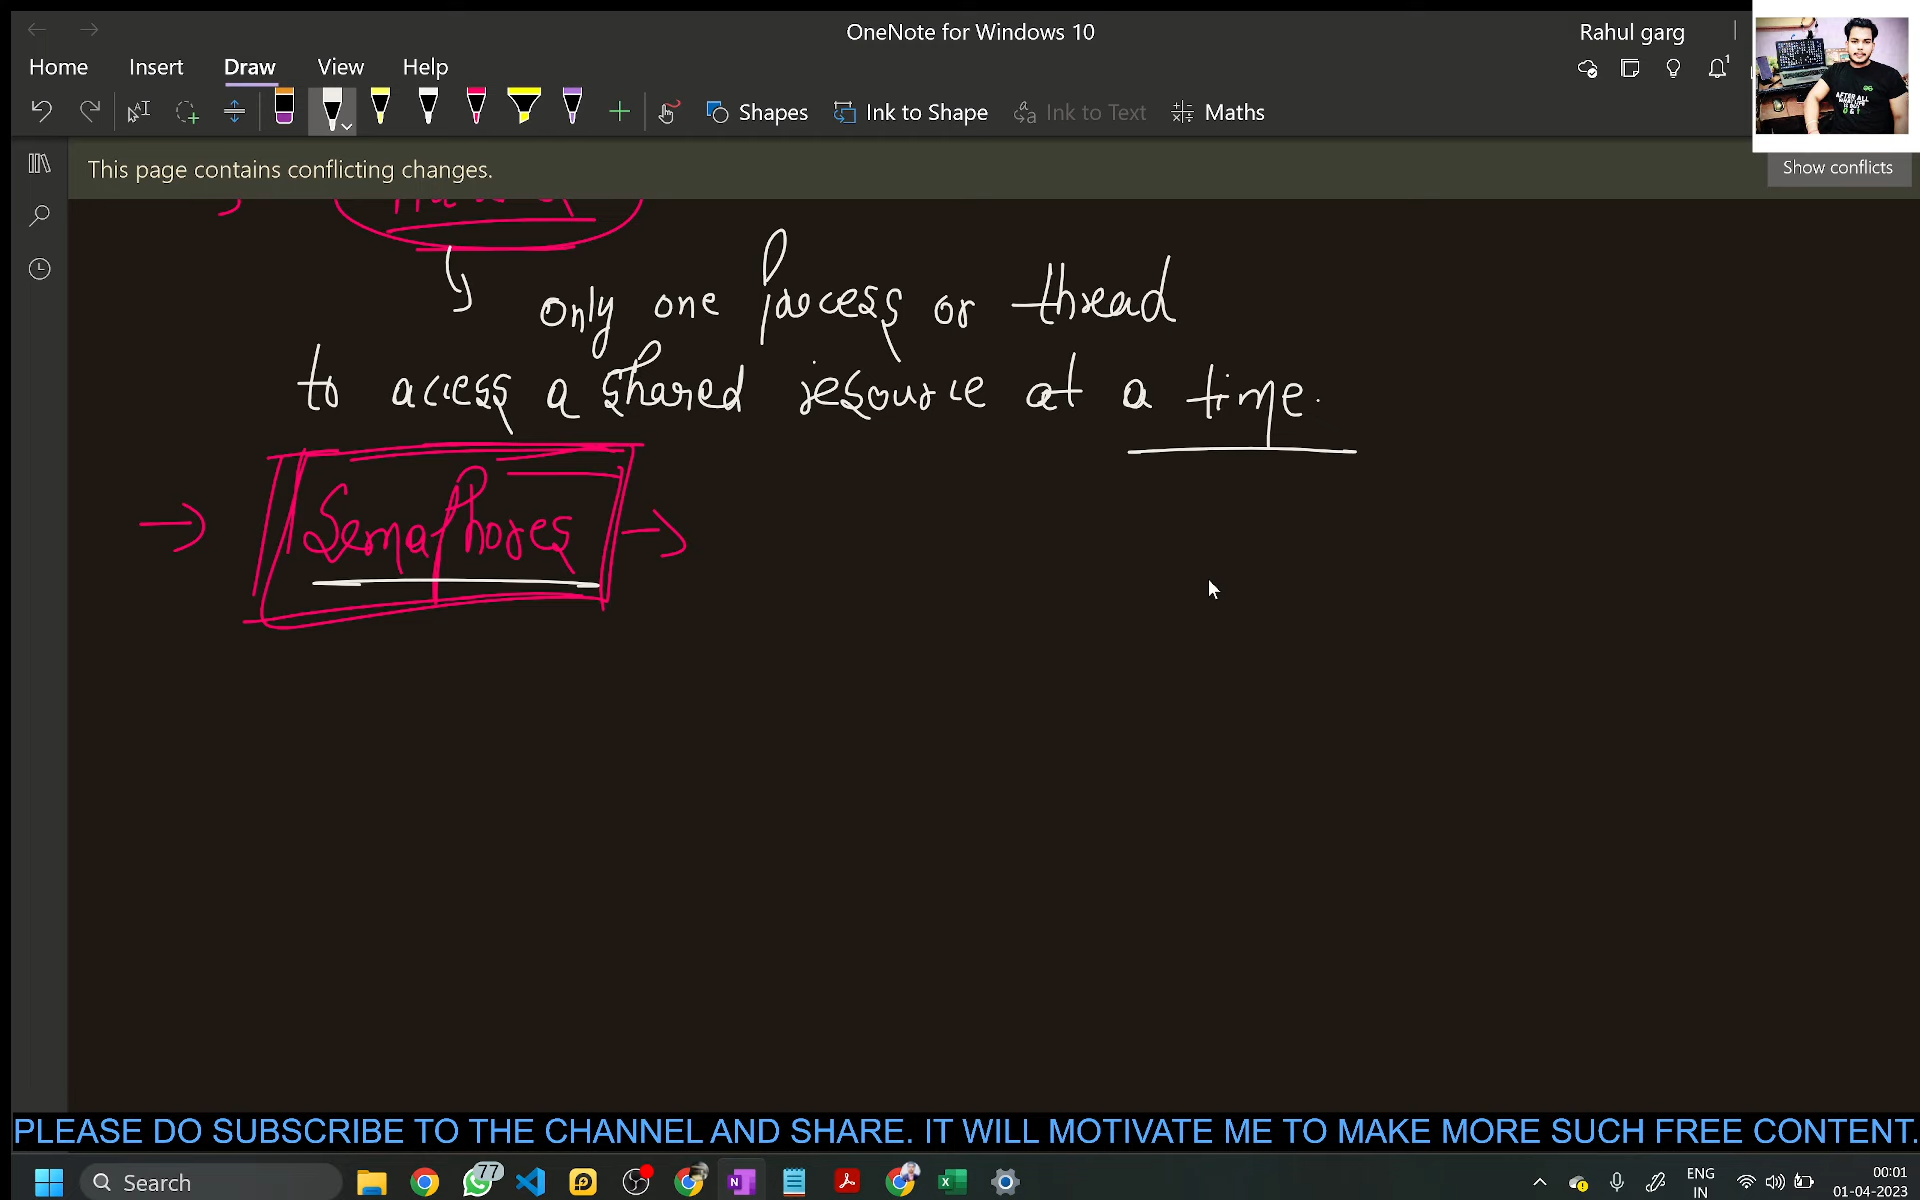 OneNote for Windows 10
Rahul garg
Home Insert Draw View Help
Shapes Ink to Shape Ink to Text Maths
AFTER ALL
This page contains conflicting changes.
Show conflicts
only one process or thread
to access a shared resource at a time.
Semaphores
PLEASE DO SUBSCRIBE TO THE CHANNEL AND SHARE. IT WILL MOTIVATE ME TO MAKE MORE SUCH FREE CONTENT.
Search
77
ENG
IN
00:01
01-04-2023